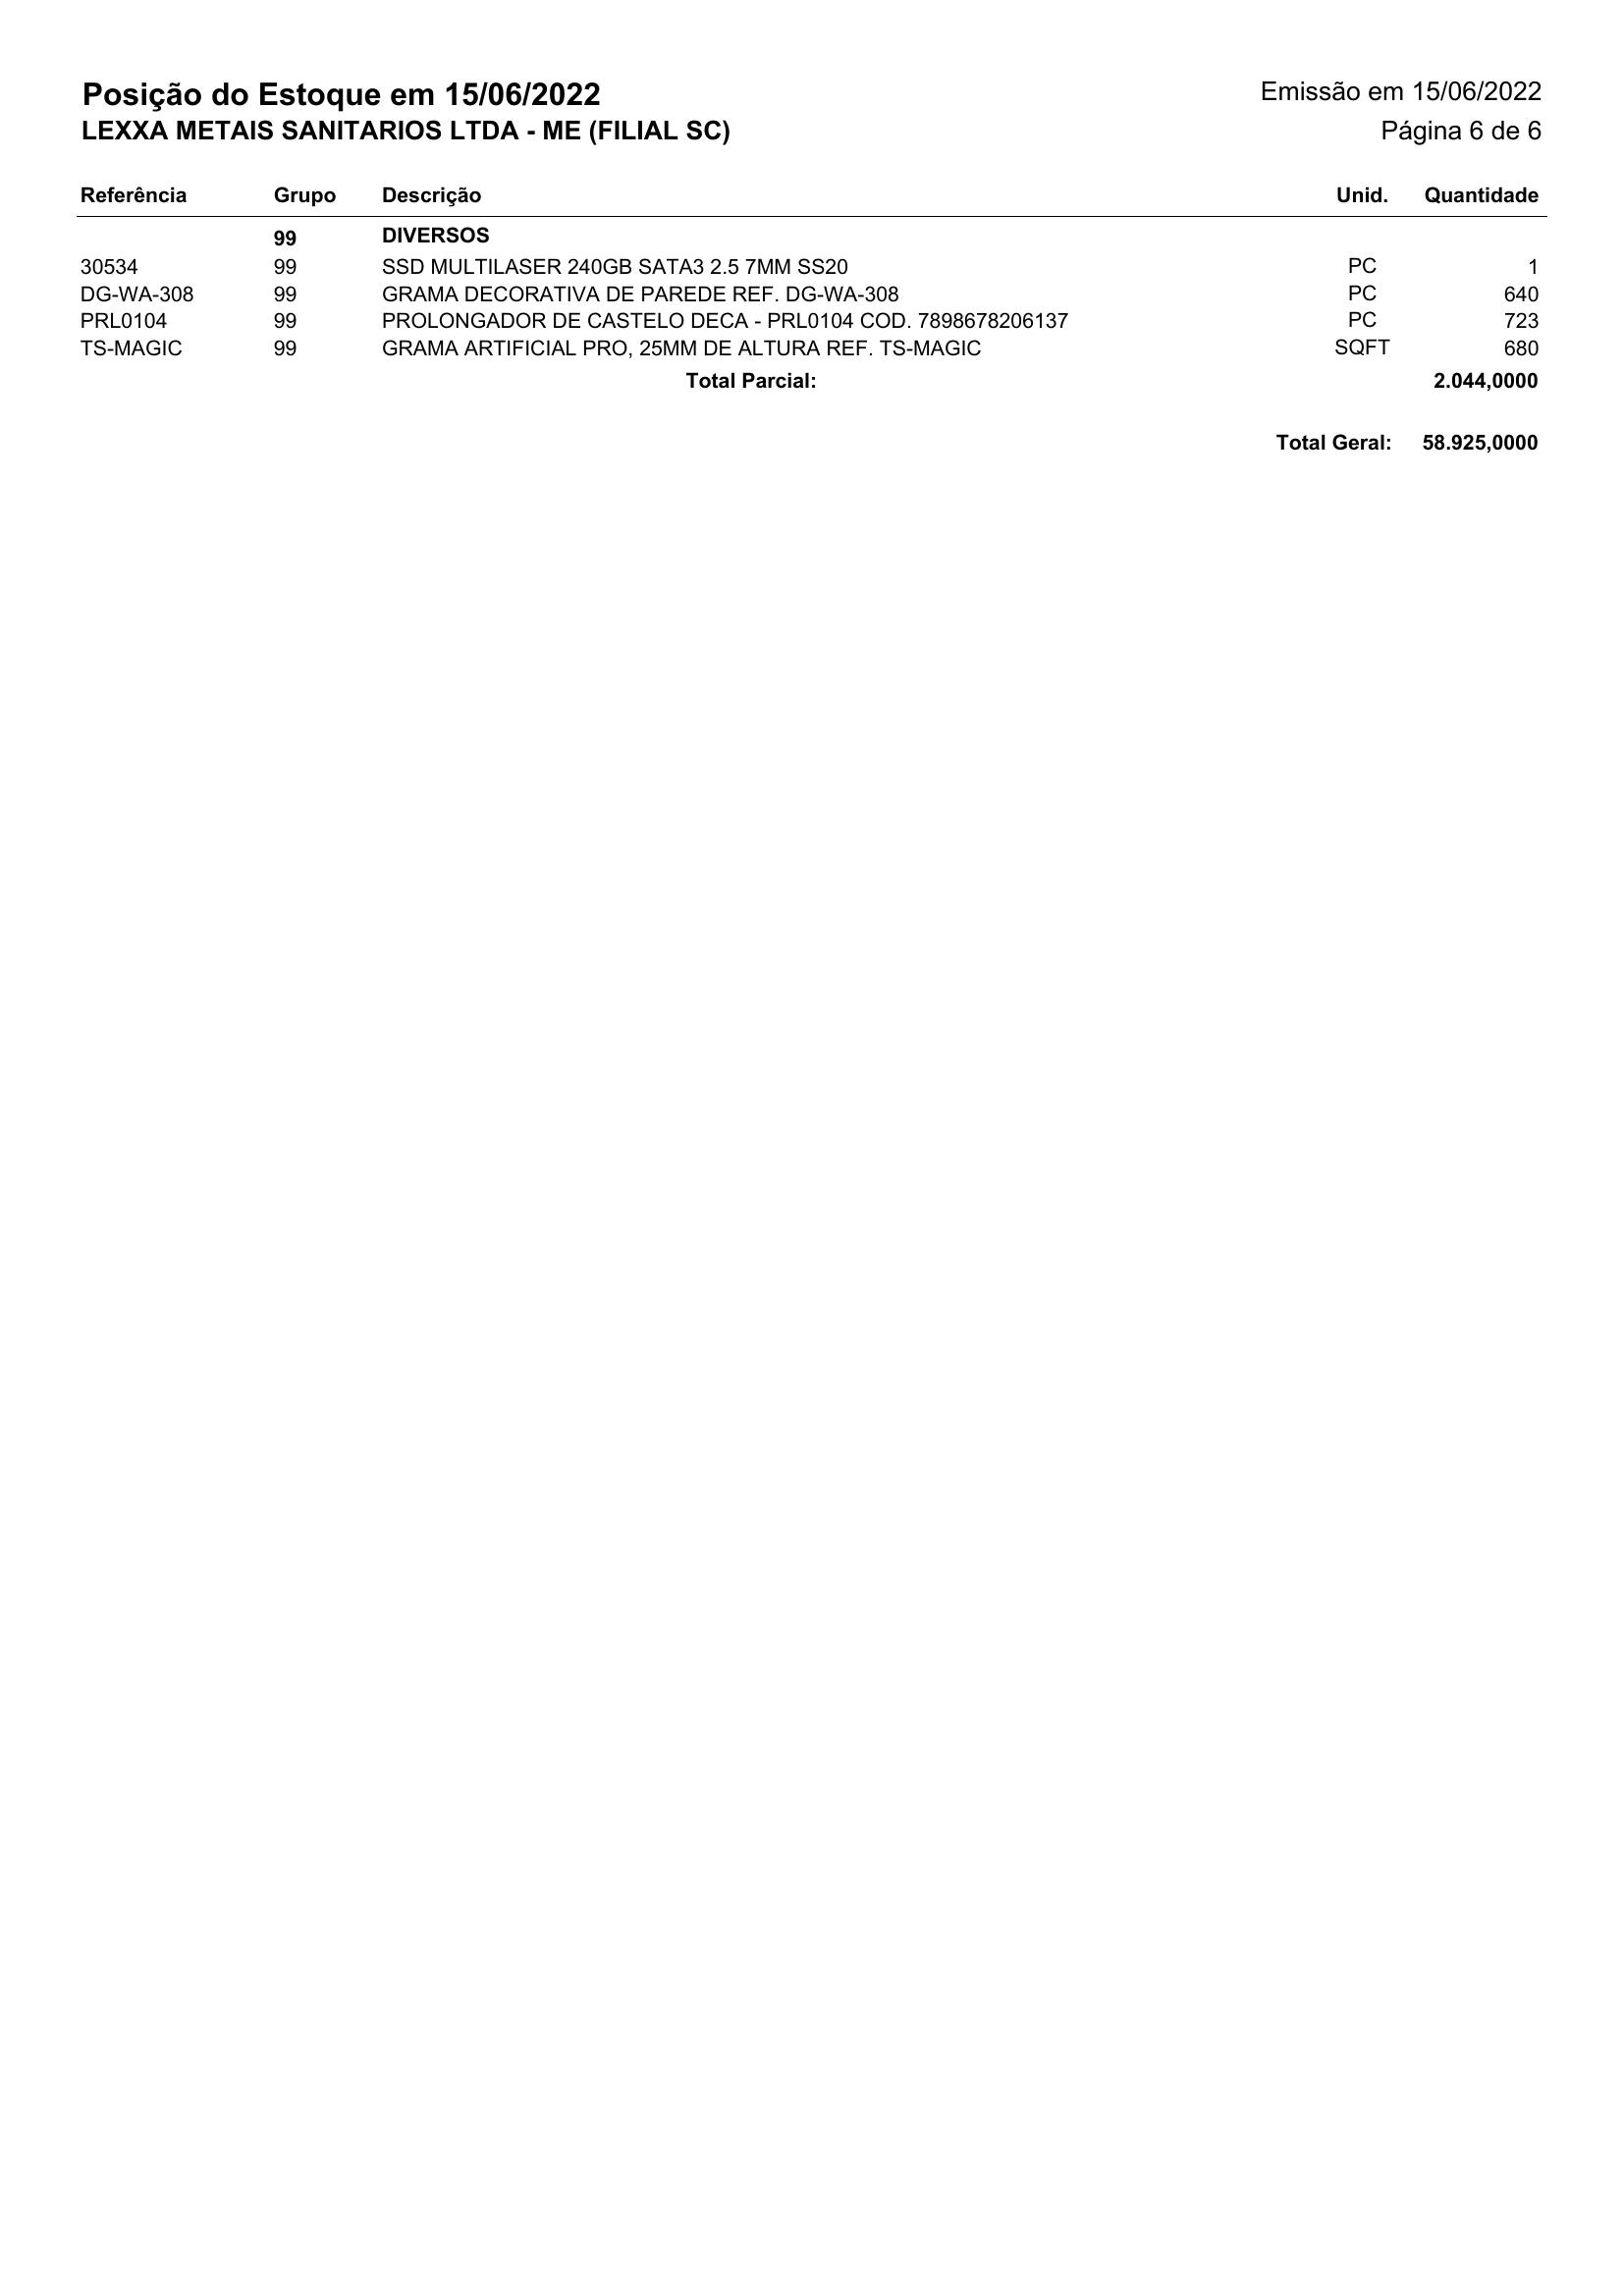 Posição do Estoque em 15/06/2022 Emissão em 15/06/2022
LEXXA METAIS SANITARIOS LTDA - ME (FILIAL SC) Página 6 de 6
Referência Grupo Descrição Unid. Quantidade
99 DIVERSOS
30534 99 SSD MULTILASER 240GB SATA3 2.5 7MM SS20 PC 1
DG-WA-308 99 GRAMA DECORATIVA DE PAREDE REF. DG-WA-308 PC 640
PRL0104 99 PROLONGADOR DE CASTELO DECA - PRL0104 COD. 7898678206137 PC 723
TS-MAGIC 99 GRAMA ARTIFICIAL PRO, 25MM DE ALTURA REF. TS-MAGIC SQFT 680
Total Parcial: 2.044,0000
Total Geral: 58.925,0000